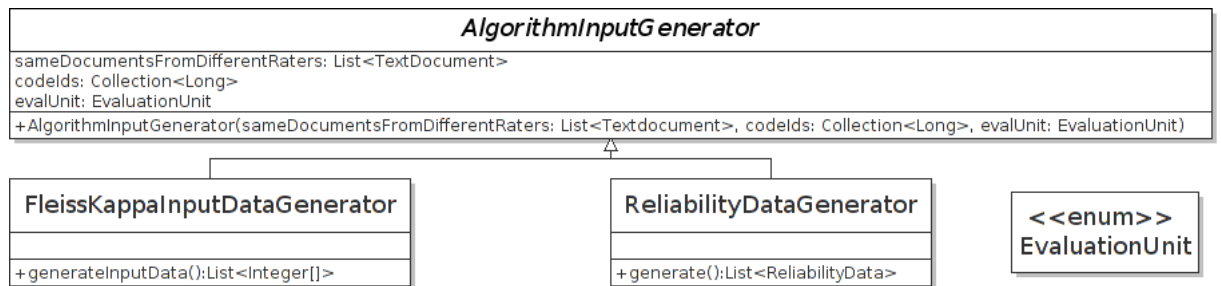 AlgorithmInputGenerator
sameDocumentsFromDifferentRaters: List<TextDocument>
codeIds: Collection<Long>
evalUnit: EvaluationUnit
+AlgorithmInputGenerator(sameDocumentsFromDifferentRaters: List<Textdocument>, codeIds: Collection<Long>, evalUnit: EvaluationUnit)
FleissKappaInputDataGenerator
+generateInputData():List<Integer[]>
ReliabilityDataGenerator
+generate():List<ReliabilityData>
<<enum>>
EvaluationUnit